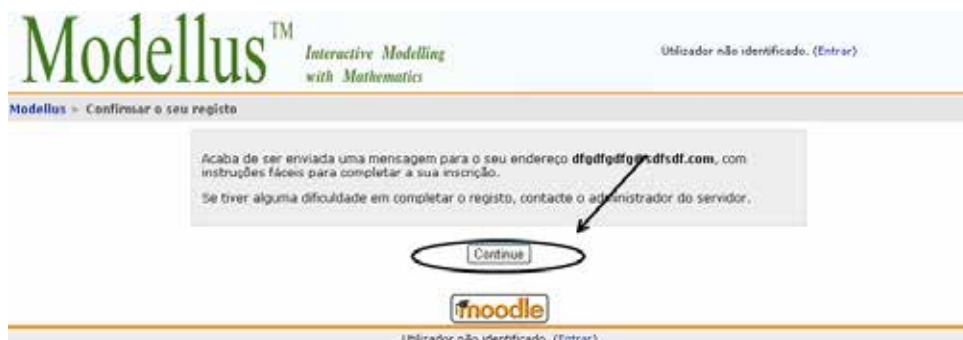 Modellus™
Interactive Modelling
with Mathematics
Utilizador não identificado. (Entrar)
Modellus ► Confirmar o seu registo
Acaba de ser enviada uma mensagem para o seu endereço dfgdfgdfg@sdfsdf.com, com
instruções fáceis para completar a sua inscrição.
Se tiver alguma dificuldade em completar o registo, contacte o administrador do servidor.
Continue
moodle
Utilizador não identificado. (Entrar)